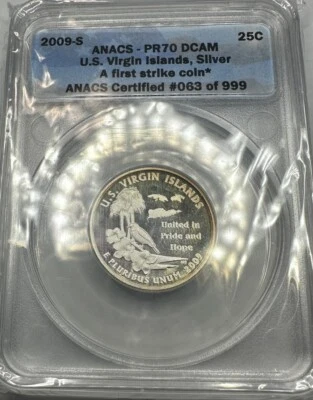 2009-S 25C
ANACS - PR70 DCAM
U.S. Virgin Islands, Silver
A first strike coin*
ANACS Certified #063 of 999
U.S. VIRGIN ISLANDS
United in
Pride and
Hope
E PLURIBUS UNUM 2009